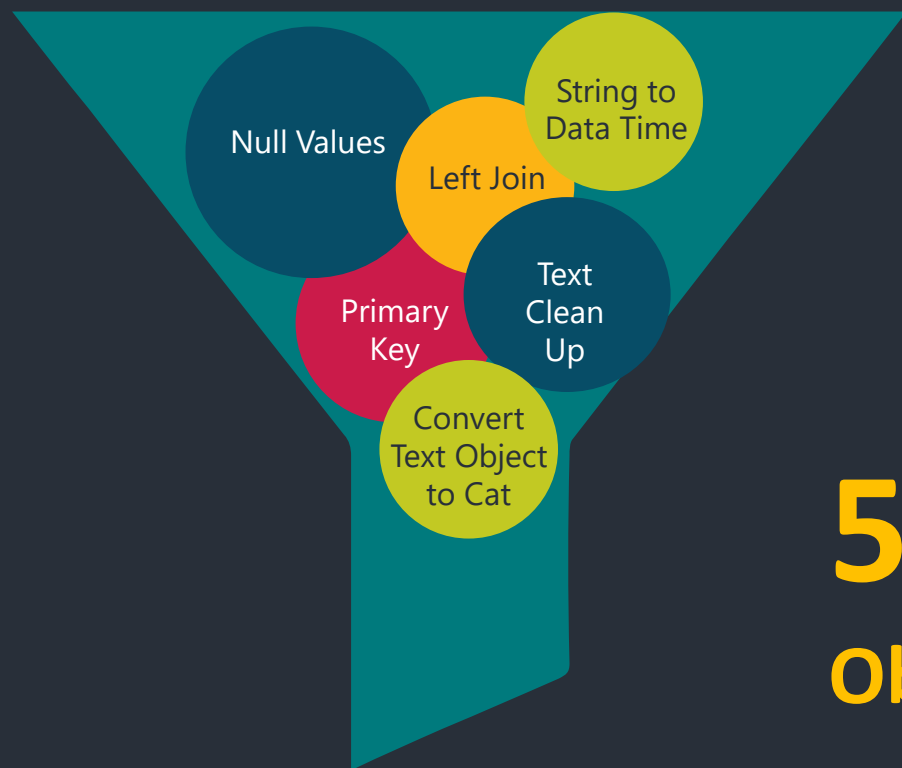 String to
Data Time
Null Values
Left Join
Text
Clean
Up
Primary
Key
Convert
Text Object
to Cat
5